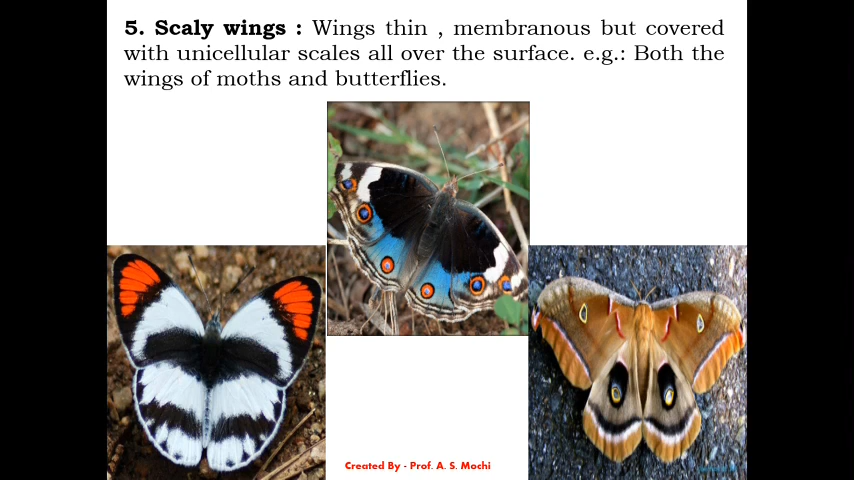 5. Scaly wings : Wings thin , membranous but covered
with unicellular scales all over the surface. e.g.: Both the
wings of moths and butterflies.
Created By - Prof. A. S. Mochi